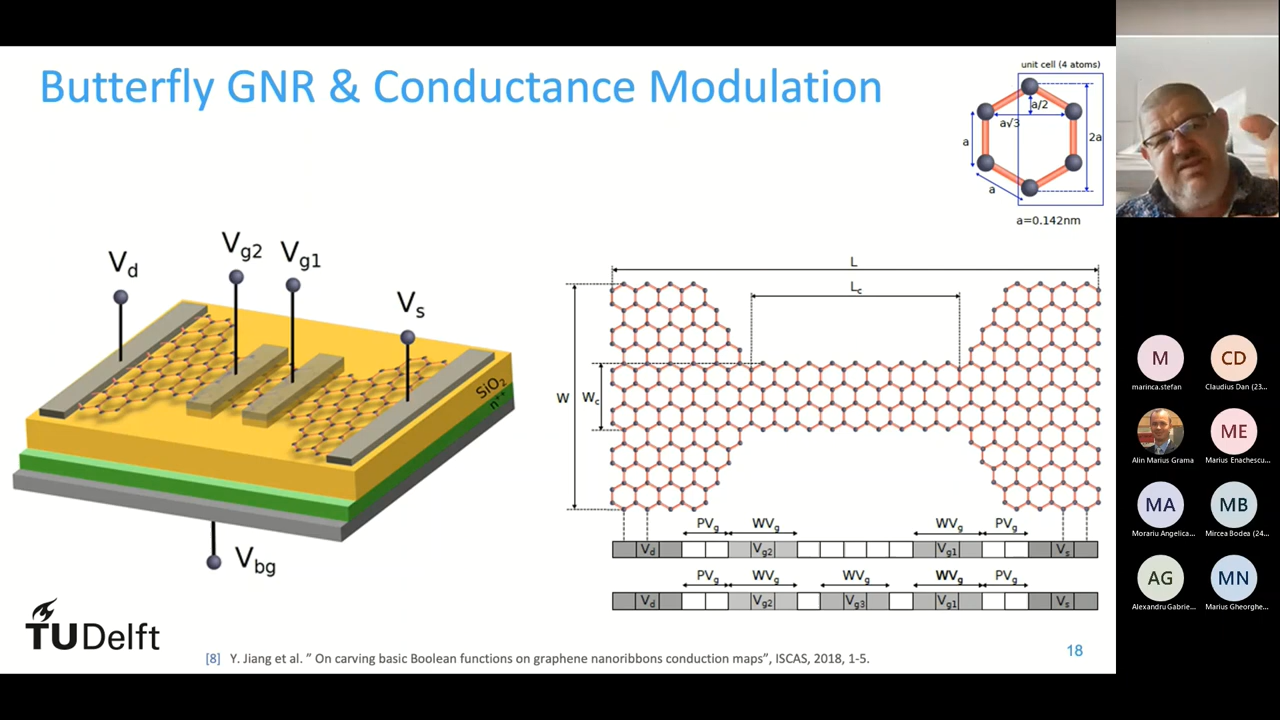 Butterfly GNR & Conductance Modulation
unit cell (4 atoms)
a/2
a√3
a
2a
a
a=0.142nm
Vd
Vg2
Vg1
Vs
SiO2
n++
Vbg
L
Lc
W
Wc
PVg WVg WVg PVg
Vd Vg2 Vg1 Vs
PVg WVg WVg WVg PVg
Vd Vg2 Vg3 Vg1 Vs
TUDelft
[8] Y. Jiang et al. ” On carving basic Boolean functions on graphene nanoribbons conduction maps”, ISCAS, 2018, 1-5.
18
M
marinca.stefan
CD
Claudius Dan (23...
Alin Marius Grama
ME
Marius Enachescu...
MA
Morariu Angelica...
MB
Mircea Bodea (24...
AG
Alexandru Gabrie...
MN
Marius Gheorghe...